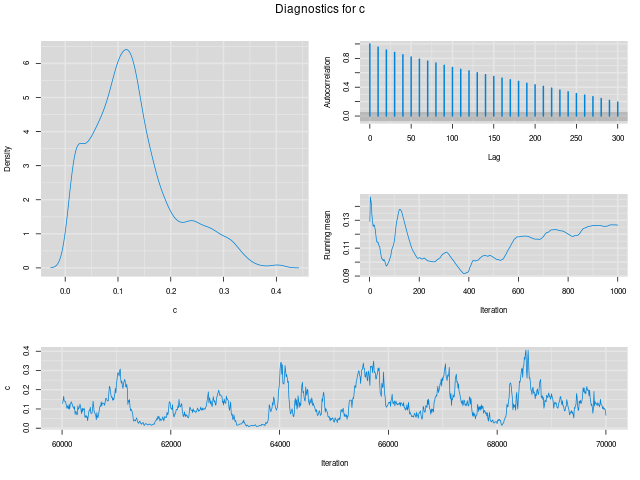 Diagnostics for c
Density
6
5
4
3
2
1
0
0.0 0.1 0.2 0.3 0.4
c
Autocorrelation
0.8
0.4
0.0
0 50 100 150 200 250 300
Lag
Running mean
0.13
0.11
0.09
0 200 400 600 800 1000
Iteration
c
0.4
0.3
0.2
0.1
0.0
60000 62000 64000 66000 68000 70000
Iteration